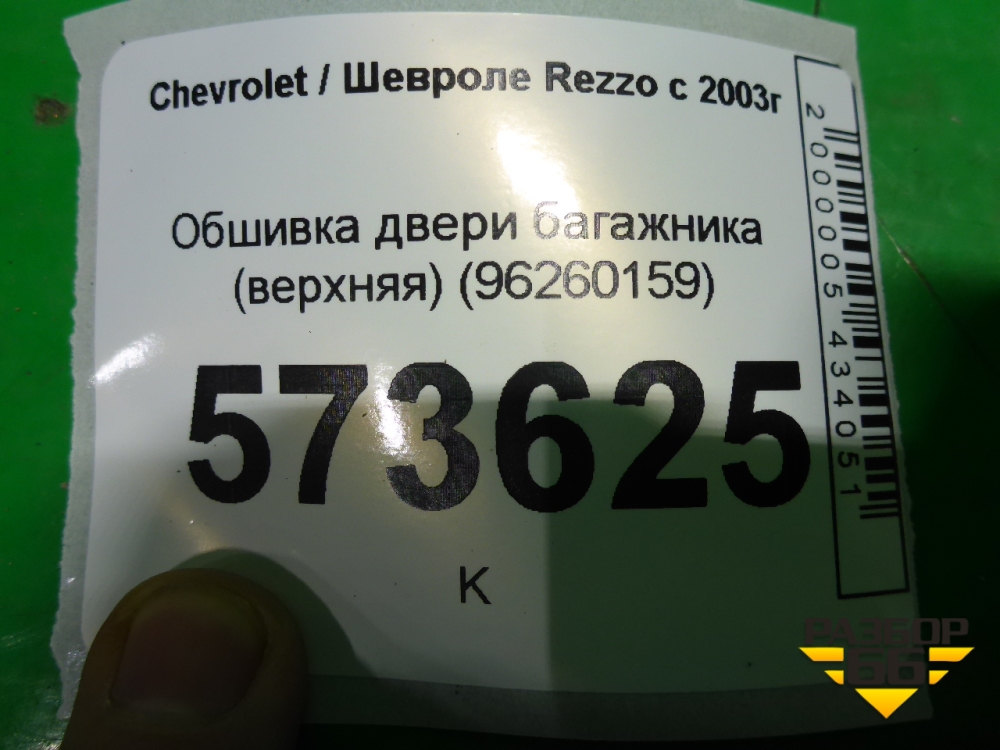 Chevrolet / Шевроле Rezzo с 2003г
Обшивка двери багажника
(верхняя) (96260159)
573625
К
2000005434051
РАЗБОР
66